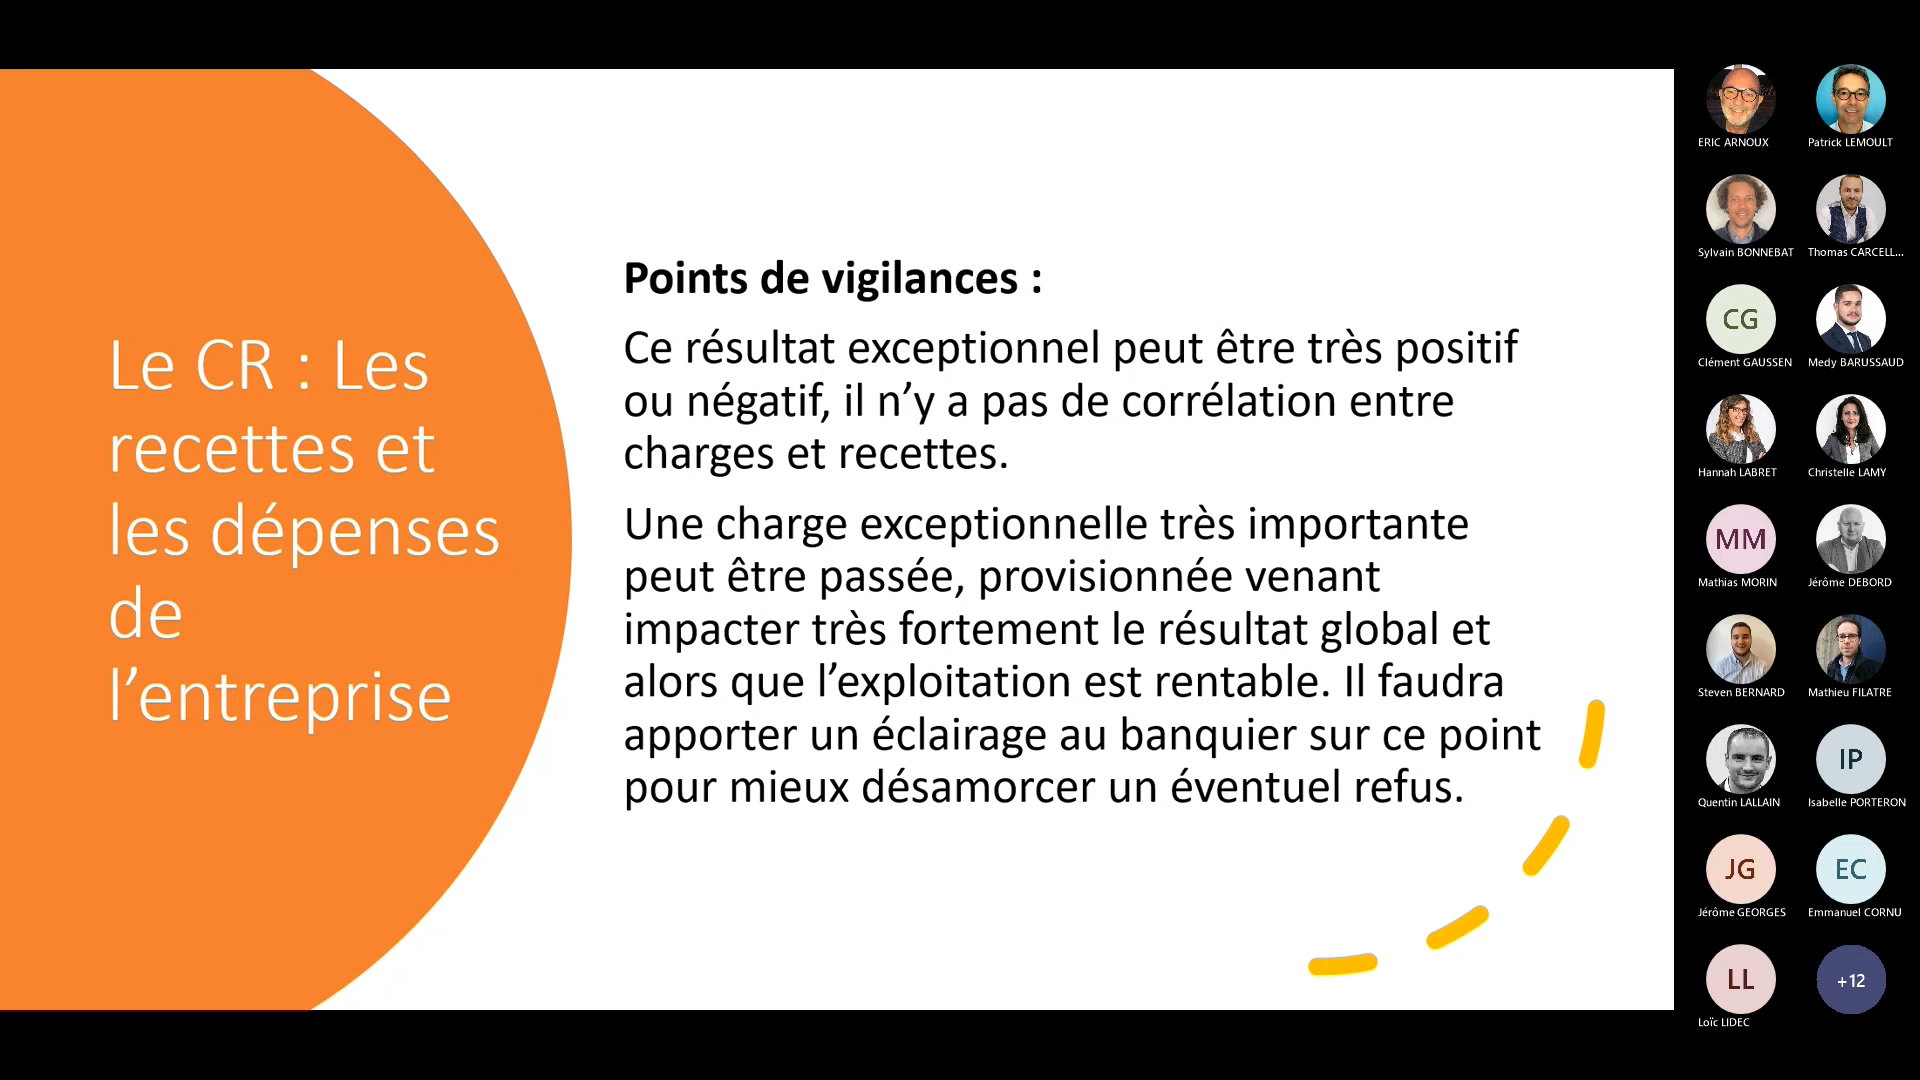 Le CR : Les
recettes et
les dépenses
de
l’entreprise
Points de vigilances :
Ce résultat exceptionnel peut être très positif
ou négatif, il n’y a pas de corrélation entre
charges et recettes.
Une charge exceptionnelle très importante
peut être passée, provisionnée venant
impacter très fortement le résultat global et
alors que l’exploitation est rentable. Il faudra
apporter un éclairage au banquier sur ce point
pour mieux désamorcer un éventuel refus.
ERIC ARNOUX
Patrick LEMOULT
Sylvain BONNEBAT
Thomas CARCELL...
CG
Clément GAUSSEN
Medy BARUSSAUD
Hannah LABRET
Christelle LAMY
MM
Mathias MORIN
Jérôme DEBORD
Steven BERNARD
Mathieu FILATRE
Quentin LALLAIN
IP
Isabelle PORTERON
JG
Jérôme GEORGES
EC
Emmanuel CORNU
LL
Loïc LIDEC
+12